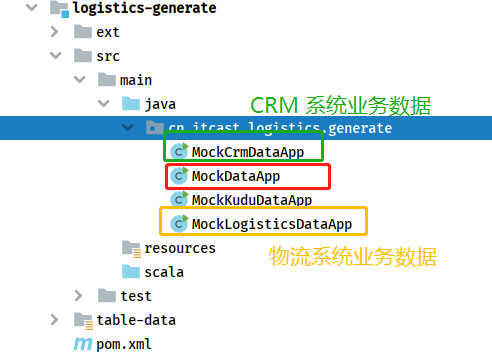 logistics-generate
ext
src
main
java
CRM 系统业务数据
cn.itcast.logistics.generate
MockCrmDataApp
MockDataApp
MockKuduDataApp
MockLogisticsDataApp
resources
物流系统业务数据
scala
test
table-data
pom.xml